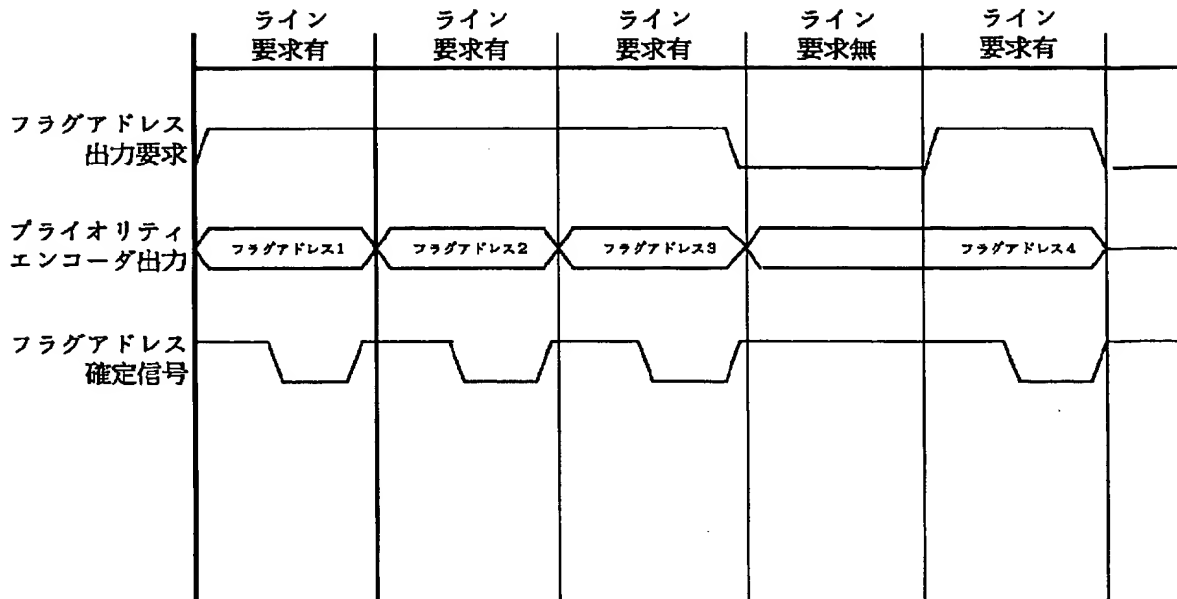 ライン
要求有
ライン
要求有
ライン
要求有
ライン
要求無
ライン
要求有
フラグアドレス
出力要求
プライオリティ
エンコーダ出力
フラグアドレス1
フラグアドレス2
フラグアドレス3
フラグアドレス4
フラグアドレス
確定信号